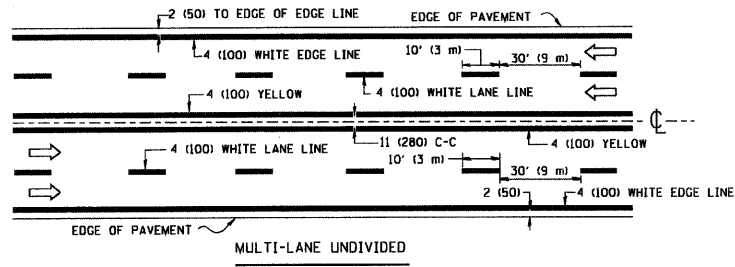 2 (50) TO EDGE OF EDGE LINE
EDGE OF PAVEMENT
4 (100) WHITE EDGE LINE
10' (3 m)
30' (9 m)
4 (100) YELLOW
4 (100) WHITE LANE LINE
℄
4 (100) WHITE LANE LINE
11 (280) C-C
4 (100) YELLOW
10' (3 m)
30' (9 m)
2 (50)
4 (100) WHITE EDGE LINE
EDGE OF PAVEMENT
MULTI-LANE UNDIVIDED